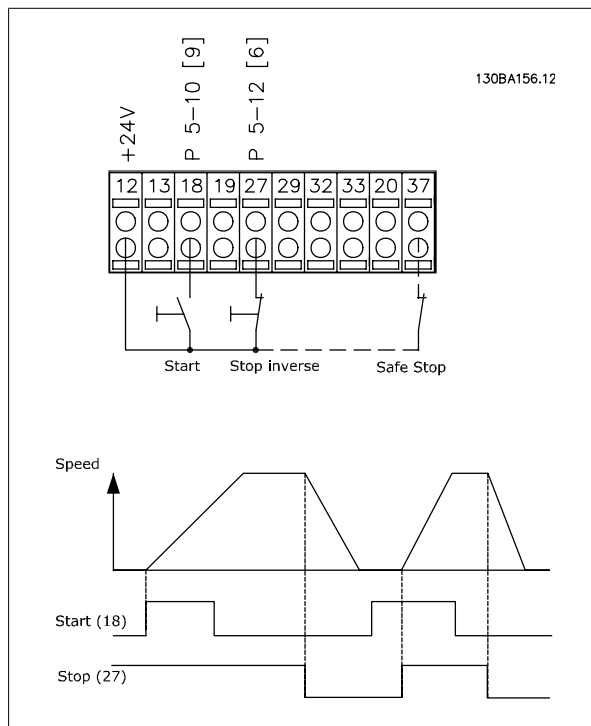 130BA156.12
+24V
P 5-10 [9]
P 5-12 [6]
12 13 18 19 27 29 32 33 20 37
Start
Stop inverse
Safe Stop
Speed
Start (18)
Stop (27)